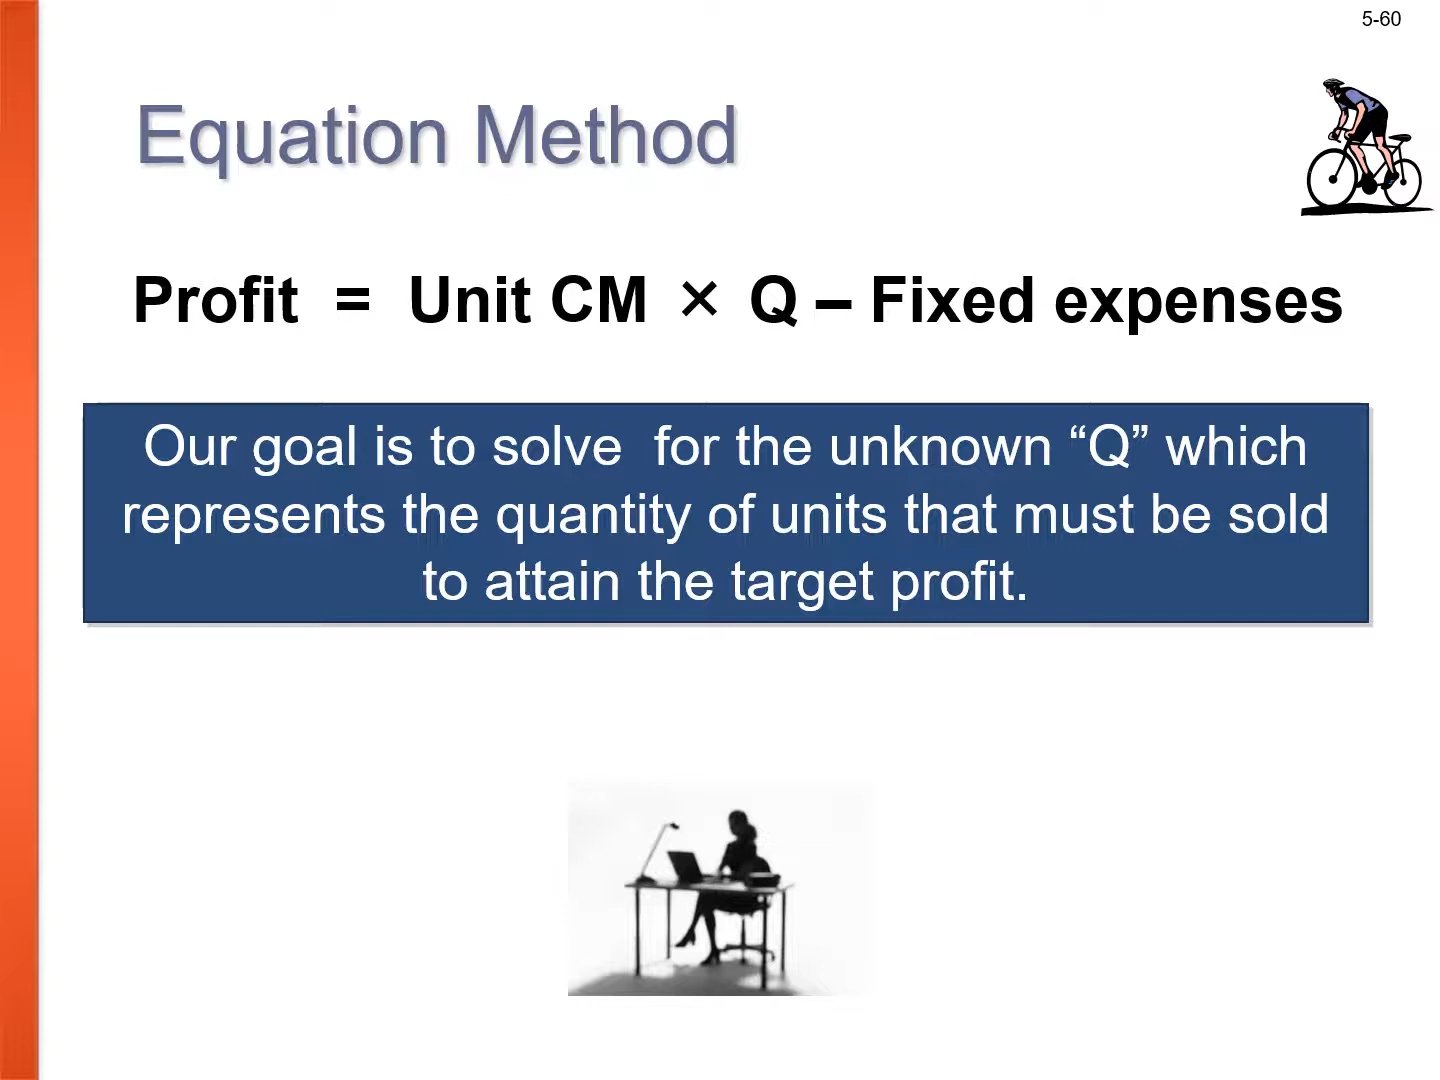 5-60
Equation Method
Profit = Unit CM × Q – Fixed expenses
Our goal is to solve  for the unknown “Q” which
represents the quantity of units that must be sold
to attain the target profit.